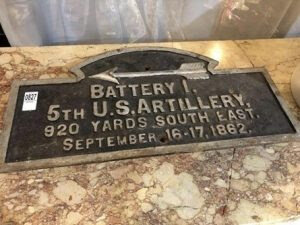 0827
BATTERY I.
5TH U.S. ARTILLERY,
920 YARDS SOUTH EAST,
SEPTEMBER 16-17, 1862.